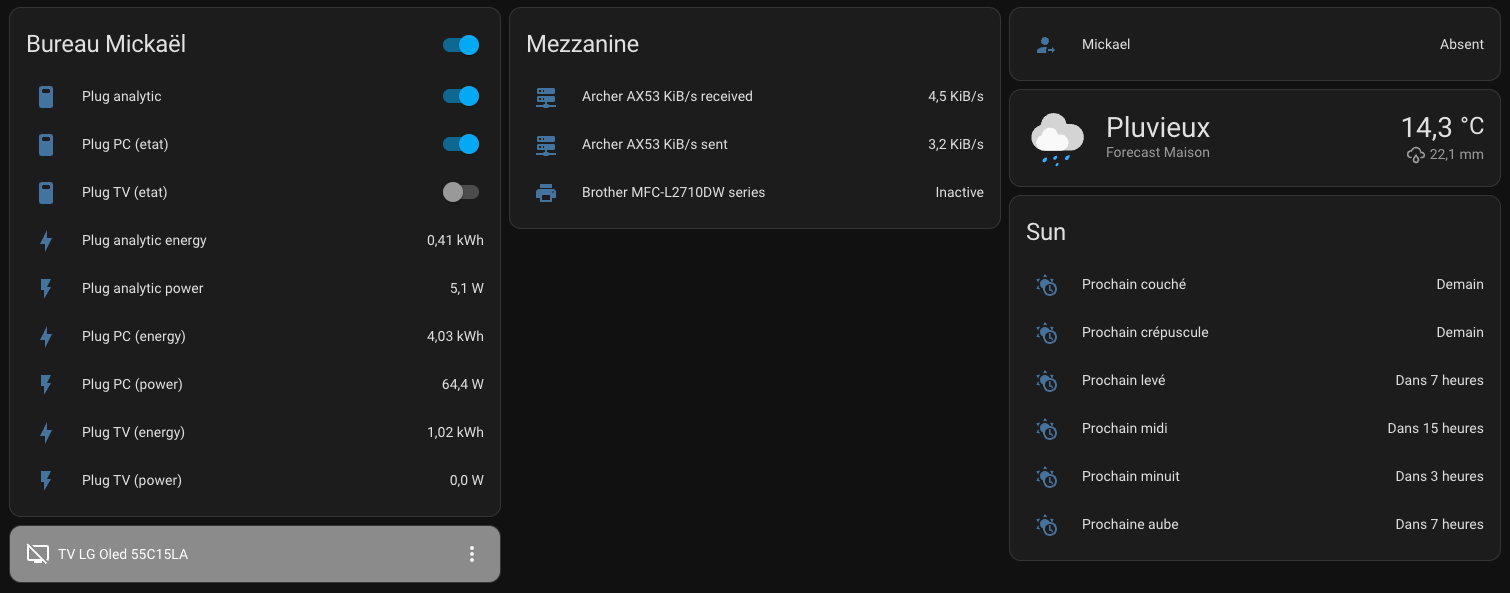 Bureau Mickaël
Plug analytic
Plug PC (etat)
Plug TV (etat)
Plug analytic energy 0,41 kWh
Plug analytic power 5,1 W
Plug PC (energy) 4,03 kWh
Plug PC (power) 64,4 W
Plug TV (energy) 1,02 kWh
Plug TV (power) 0,0 W
TV LG Oled 55C15LA
Mezzanine
Archer AX53 KiB/s received 4,5 KiB/s
Archer AX53 KiB/s sent 3,2 KiB/s
Brother MFC-L2710DW series Inactive
Mickael Absent
Pluvieux 14,3 °C
Forecast Maison 22,1 mm
Sun
Prochain couché Demain
Prochain crépuscule Demain
Prochain levé Dans 7 heures
Prochain midi Dans 15 heures
Prochain minuit Dans 3 heures
Prochaine aube Dans 7 heures